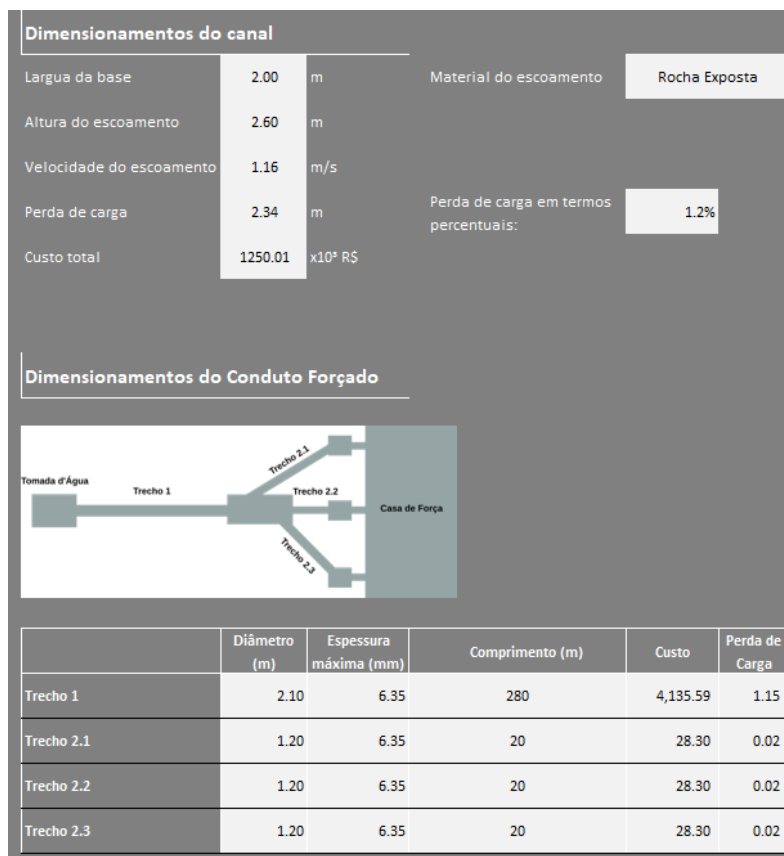 Dimensionamentos do canal
Largua da base 2.00 m Material do escoamento Rocha Exposta
Altura do escoamento 2.60 m
Velocidade do escoamento 1.16 m/s
Perda de carga 2.34 m Perda de carga em termos
percentuais: 1.2%
Custo total 1250.01 x10³ R$
Dimensionamentos do Conduto Forçado
Tomada d'Água
Trecho 1
Trecho 2.1
Trecho 2.2
Trecho 2.3
Casa de Força
Diâmetro Espessura Comprimento (m) Custo Perda de
(m) máxima (mm) Carga
Trecho 1 2.10 6.35 280 4,135.59 1.15
Trecho 2.1 1.20 6.35 20 28.30 0.02
Trecho 2.2 1.20 6.35 20 28.30 0.02
Trecho 2.3 1.20 6.35 20 28.30 0.02